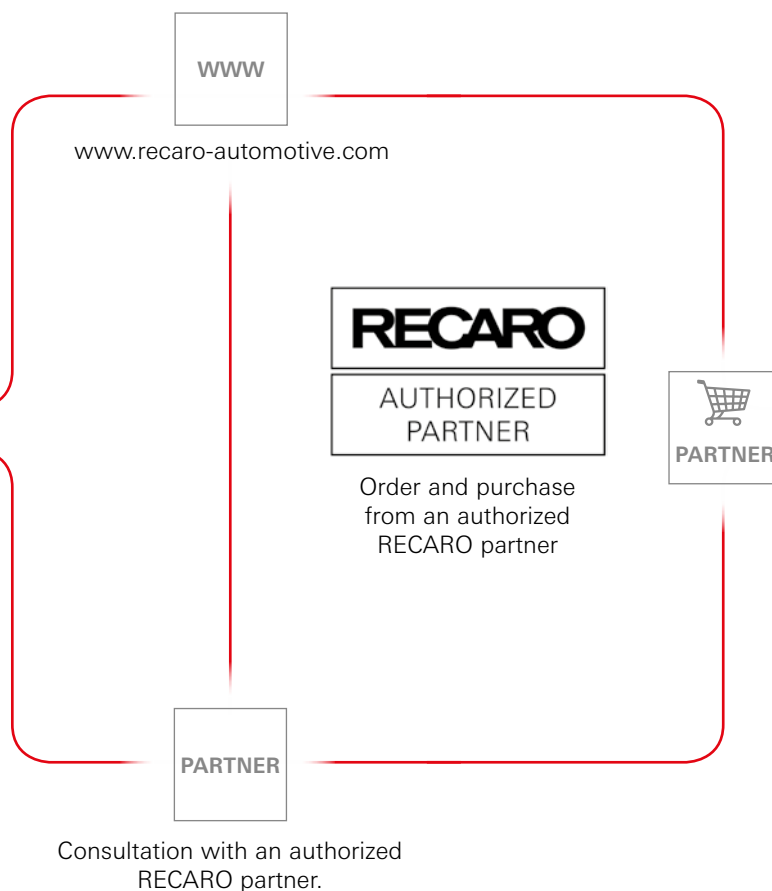 WWW
www.recaro-automotive.com
RECARO
AUTHORIZED
PARTNER
Order and purchase
from an authorized
RECARO partner
PARTNER
PARTNER
Consultation with an authorized
RECARO partner.